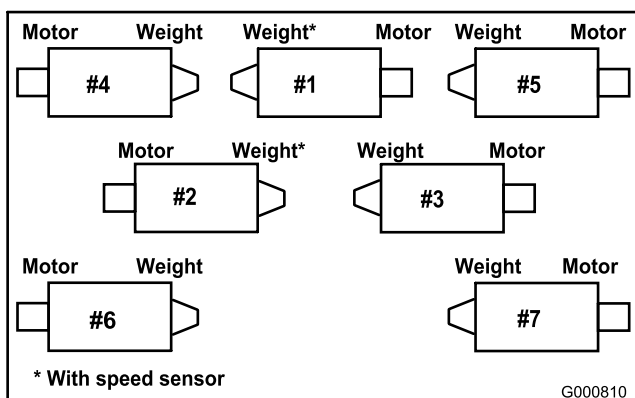 Motor Weight Weight* Motor Weight Motor
#4 #1 #5
Motor Weight* Weight Motor
#2 #3
Motor Weight Weight Motor
#6 #7
* With speed sensor
G000810